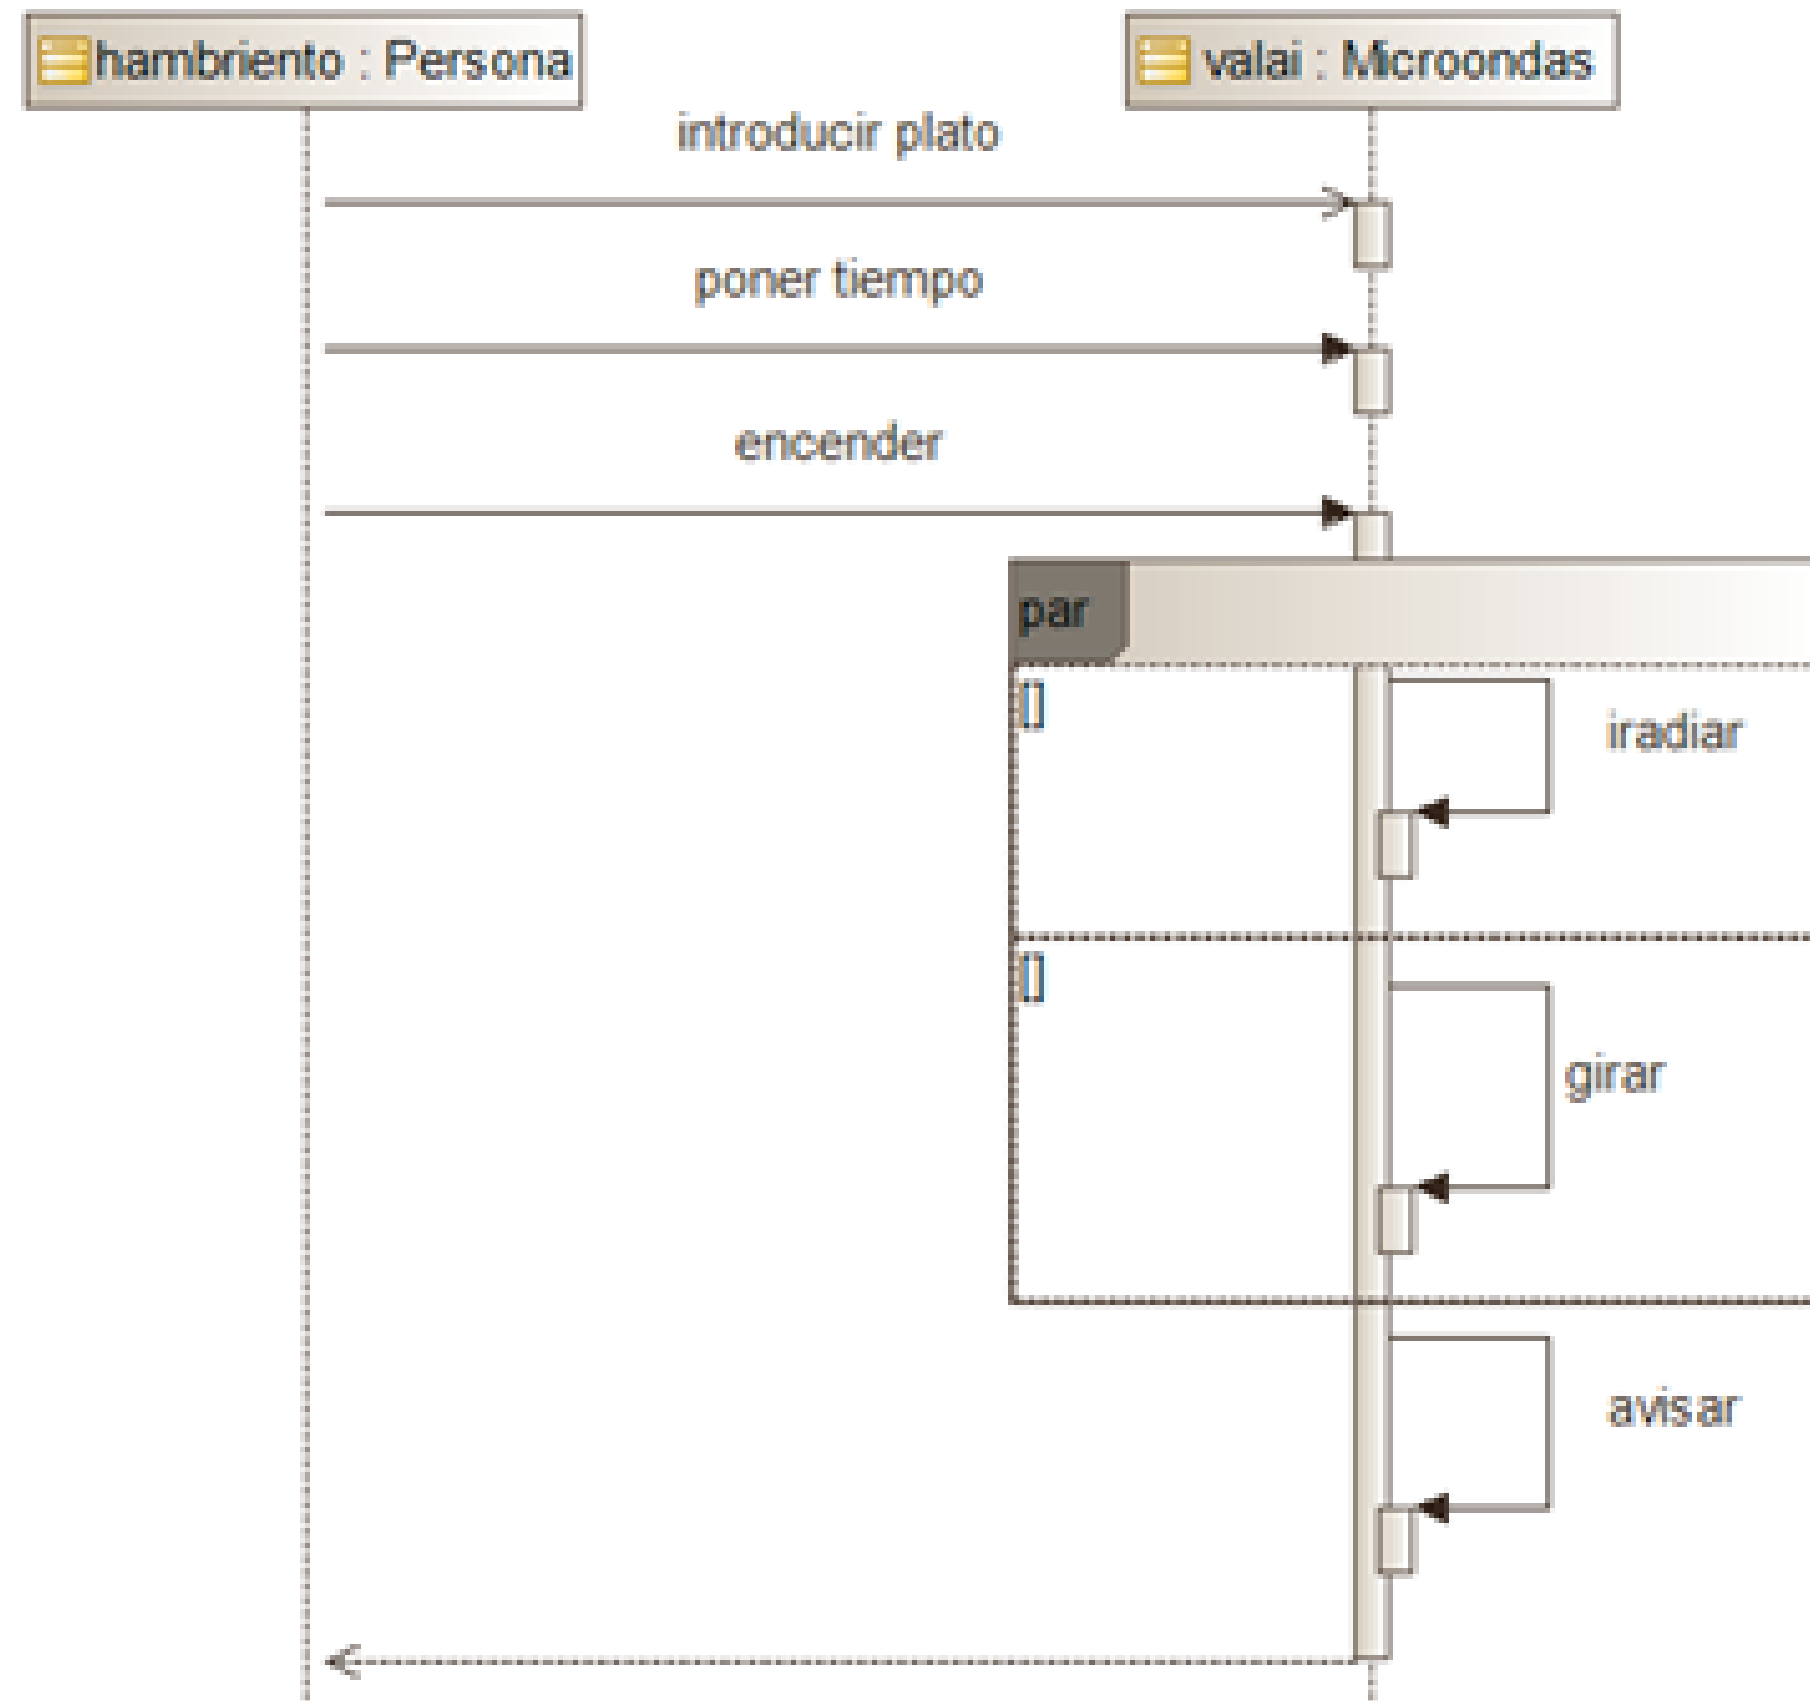 hambriento : Persona
valai : Microondas
introducir plato
poner tiempo
encender
par
[]
iradiar
[]
girar
avisar